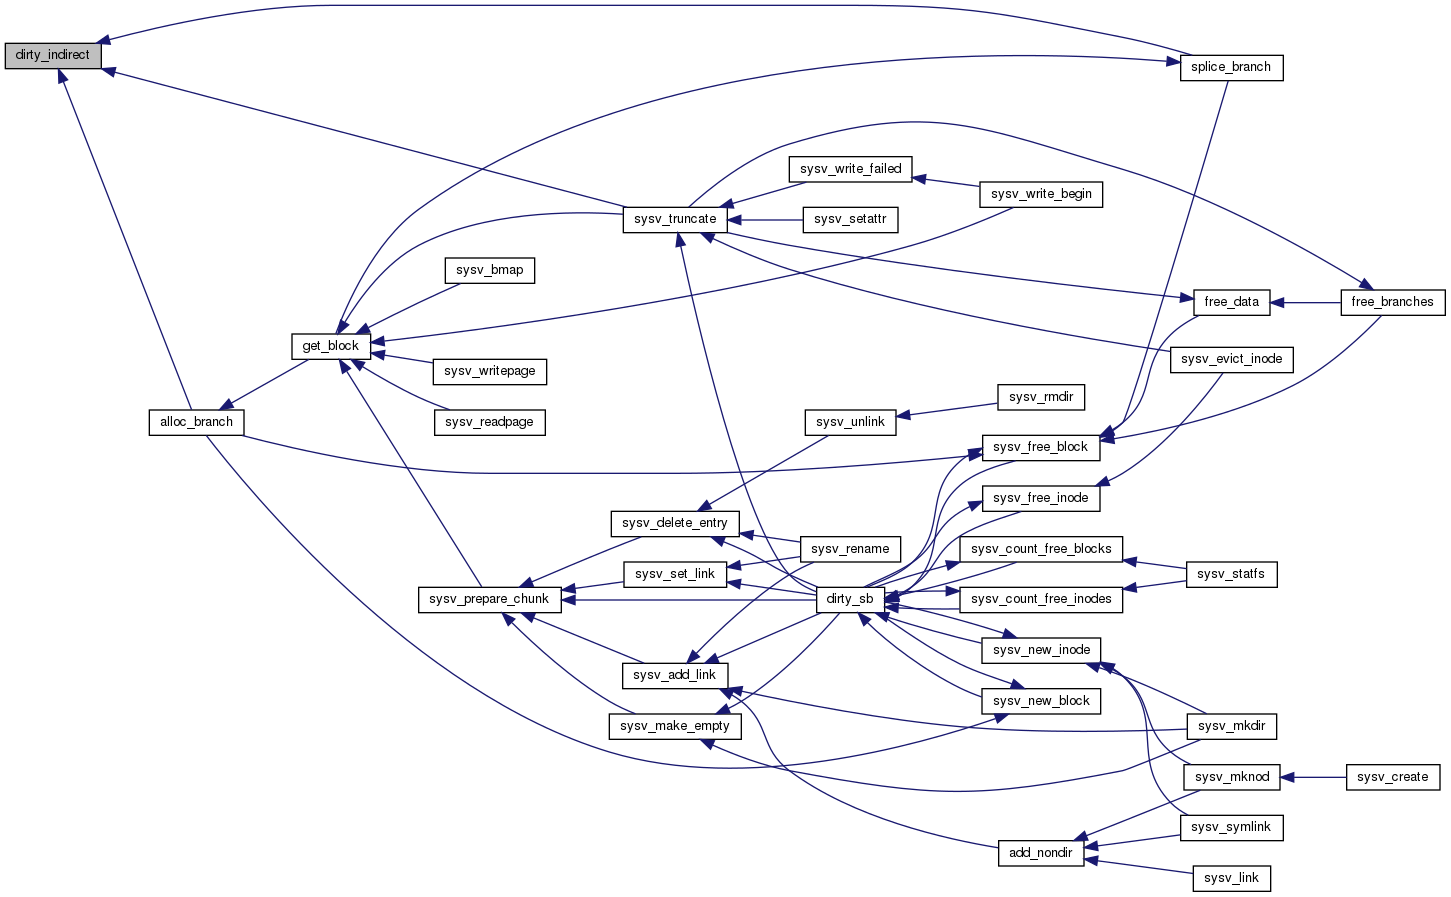 dirty_indirect
splice_branch
sysv_write_failed
sysv_write_begin
sysv_truncate
sysv_setattr
sysv_bmap
free_data
free_branches
get_block
sysv_evict_inode
sysv_writepage
sysv_rmdir
alloc_branch
sysv_readpage
sysv_unlink
sysv_free_block
sysv_free_inode
sysv_delete_entry
sysv_rename
sysv_count_free_blocks
sysv_set_link
sysv_statfs
sysv_prepare_chunk
dirty_sb
sysv_count_free_inodes
sysv_new_inode
sysv_add_link
sysv_new_block
sysv_make_empty
sysv_mkdir
sysv_mknod
sysv_create
sysv_symlink
add_nondir
sysv_link